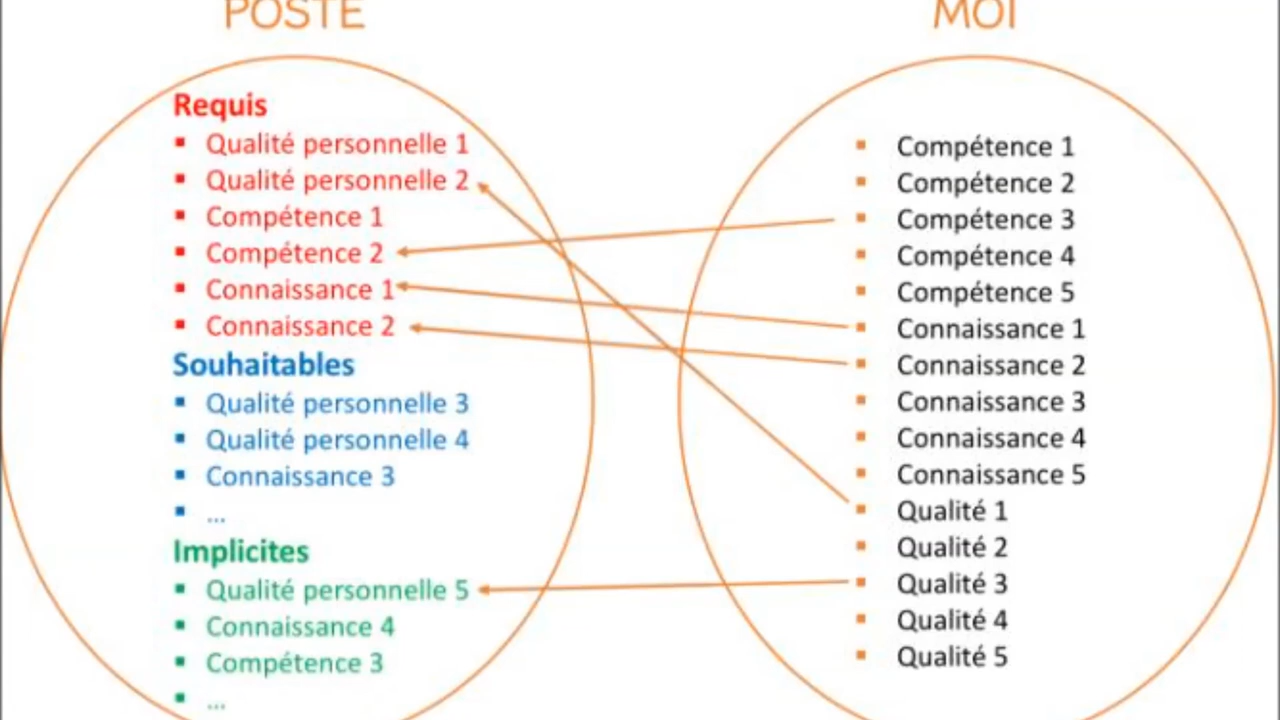 POSTE
Requis
Qualité personnelle 1
Qualité personnelle 2
Compétence 1
Compétence 2
Connaissance 1
Connaissance 2
Souhaitables
Qualité personnelle 3
Qualité personnelle 4
Connaissance 3
...
Implicites
Qualité personnelle 5
Connaissance 4
Compétence 3
...
MOI
Compétence 1
Compétence 2
Compétence 3
Compétence 4
Compétence 5
Connaissance 1
Connaissance 2
Connaissance 3
Connaissance 4
Connaissance 5
Qualité 1
Qualité 2
Qualité 3
Qualité 4
Qualité 5